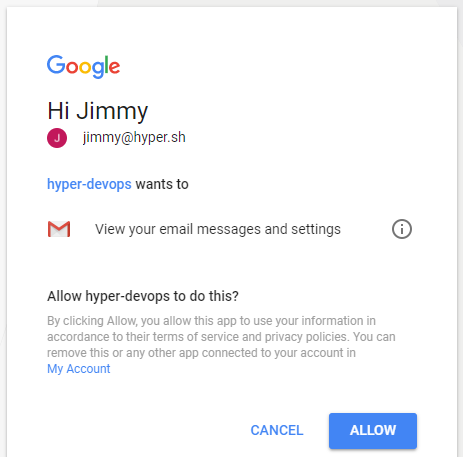 Google
Hi Jimmy
J
jimmy@hyper.sh
hyper-devops wants to
View your email messages and settings
Allow hyper-devops to do this?
By clicking Allow, you allow this app to use your information in
accordance to their terms of service and privacy policies. You can
remove this or any other app connected to your account in
My Account
CANCEL
ALLOW